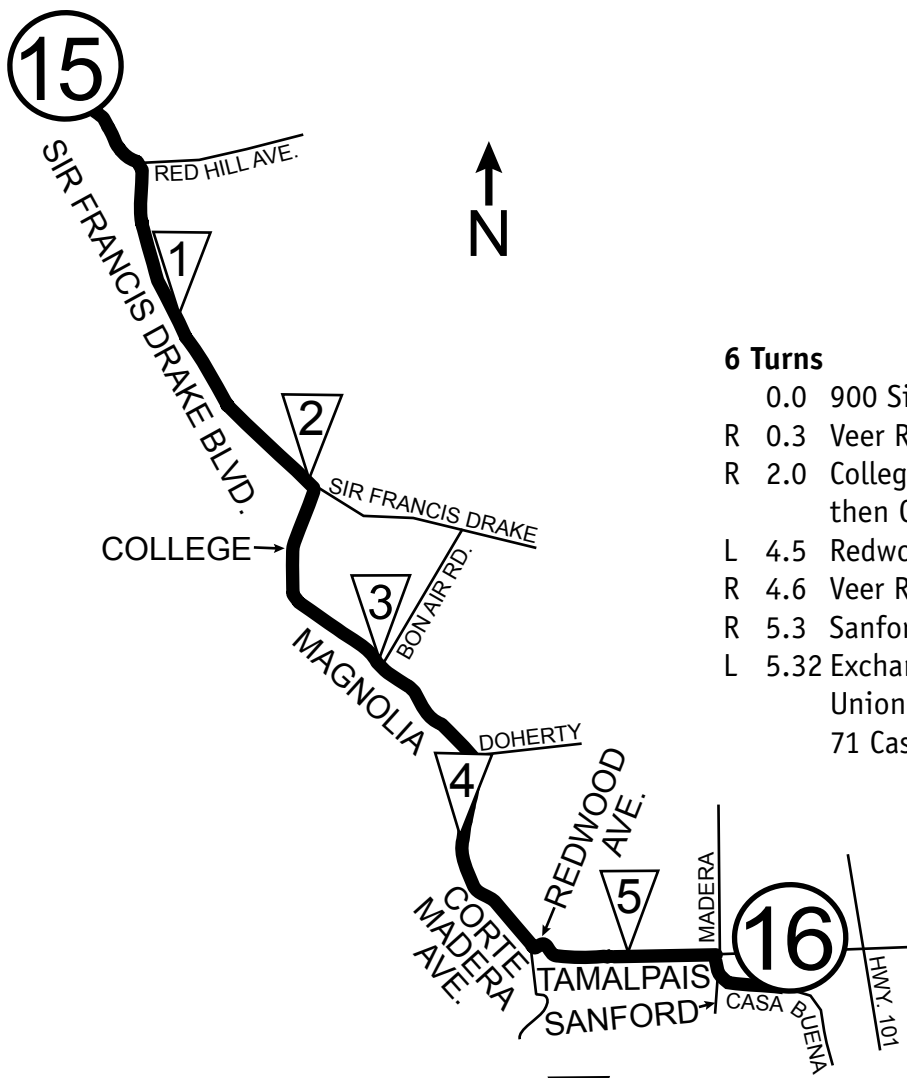 15
RED HILL AVE.
N
SIR FRANCIS DRAKE BLVD.
1
2
SIR FRANCIS DRAKE
COLLEGE
BON AIR RD.
3
MAGNOLIA
DOHERTY
4
REDWOOD
AVE.
CORTE
MADERA
AVE.
5
MADERA
16
TAMALPAIS
SANFORD
CASA BUENA
HWY. 101
6 Turns
0.0 900 Si
R 0.3 Veer R
R 2.0 Colleg
then C
L 4.5 Redwo
R 4.6 Veer R
R 5.3 Sanfor
L 5.32 Exchan
Union
71 Cas